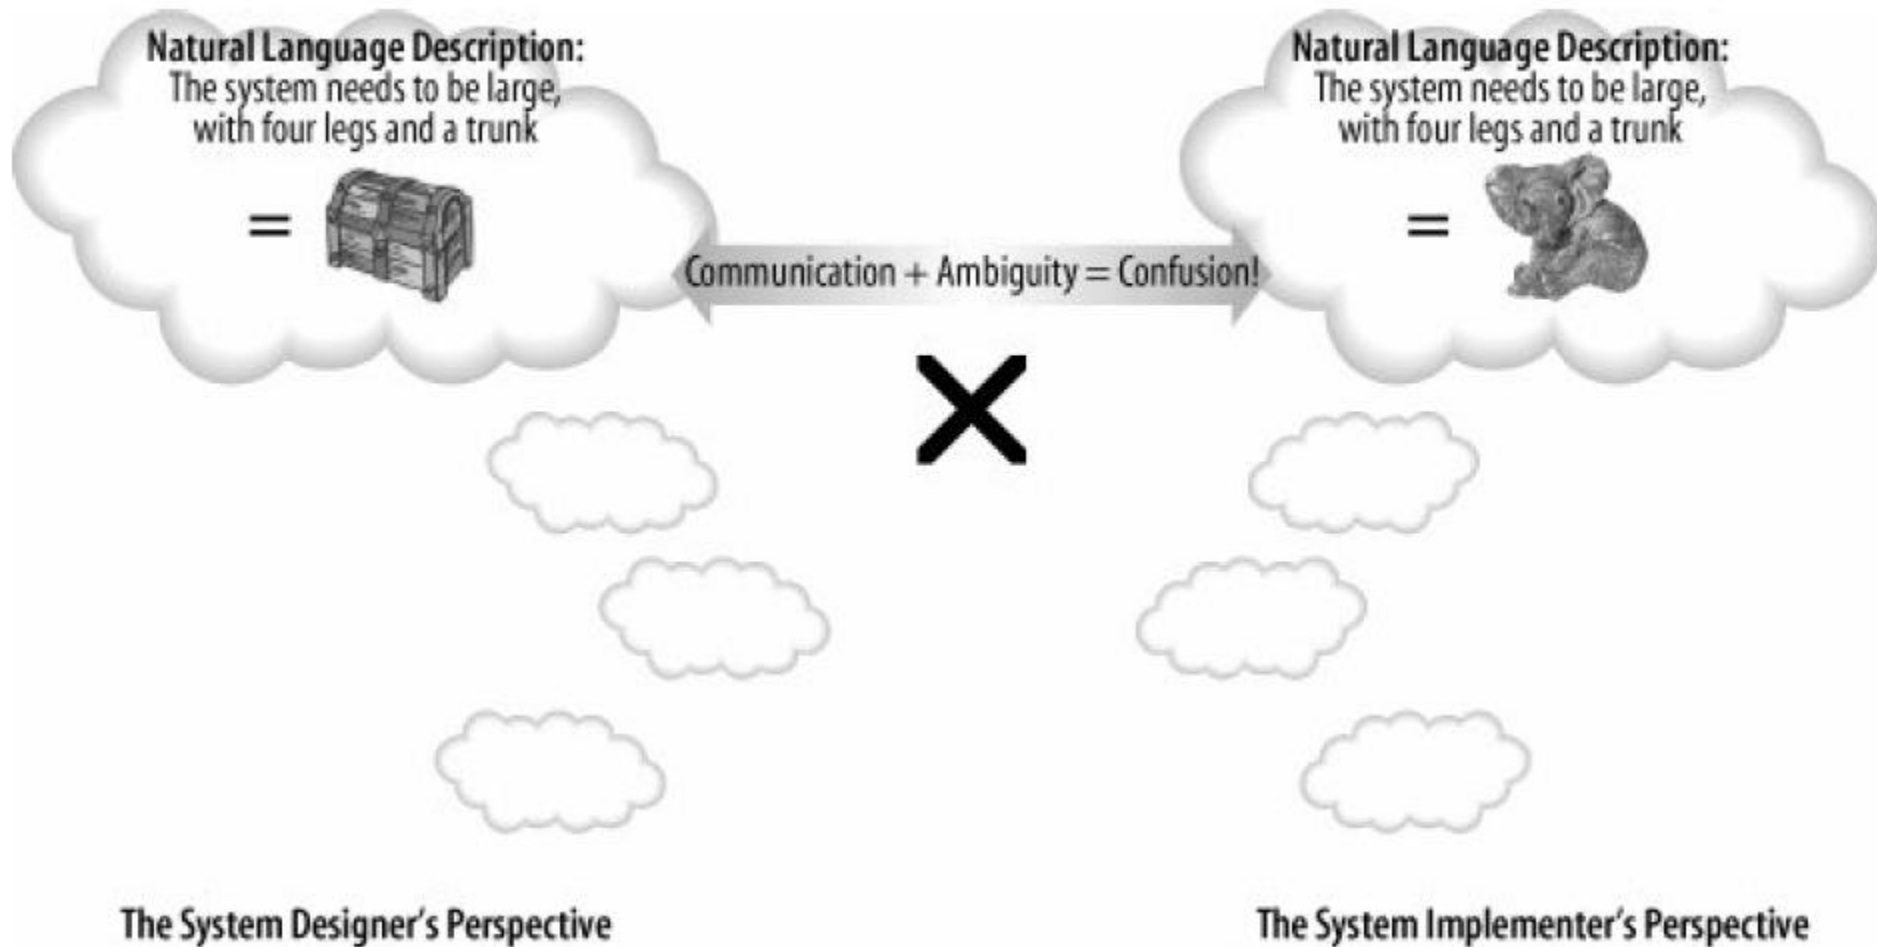 Natural Language Description:
The system needs to be large,
with four legs and a trunk
=
Natural Language Description:
The system needs to be large,
with four legs and a trunk
=
Communication + Ambiguity = Confusion!
The System Designer's Perspective
The System Implementer's Perspective